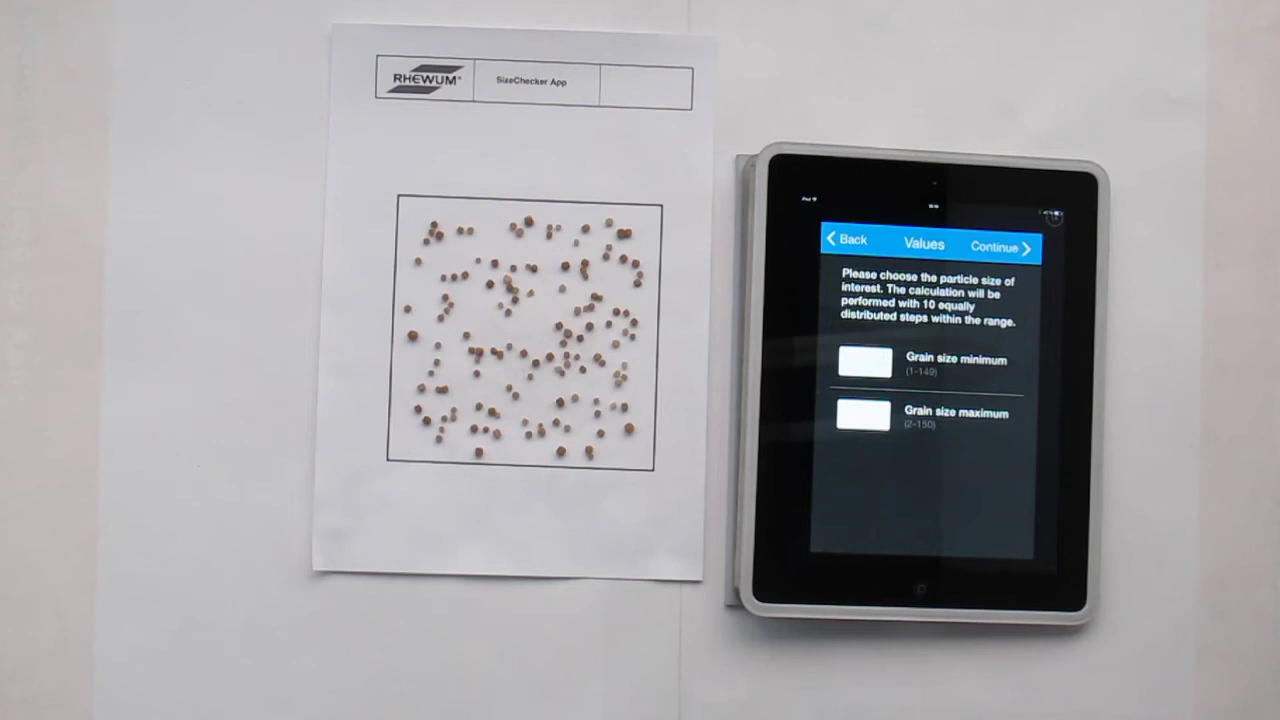 RHEWUM®
SizeChecker App
iPad
Back
Values
Continue
Please choose the particle size of
interest. The calculation will be
performed with 10 equally
distributed steps within the range.
Grain size minimum
(1-149)
Grain size maximum
(2-150)